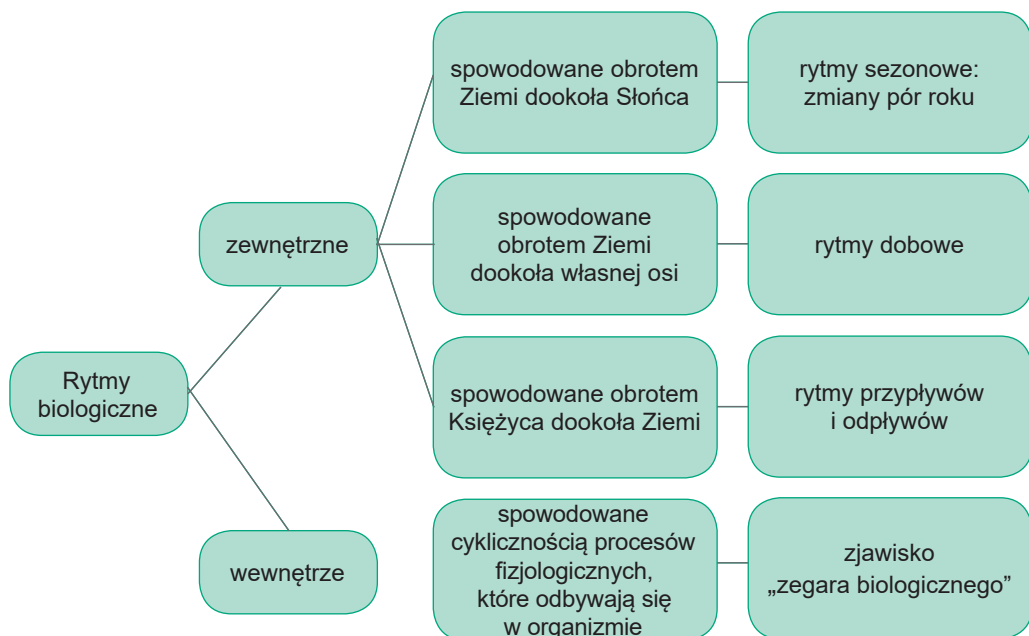 Rytmy
biologiczne
zewnętrzne
wewnętrze
spowodowane obrotem
Ziemi dookoła Słońca
rytmy sezonowe:
zmiany pór roku
spowodowane
obrotem Ziemi
dookoła własnej osi
rytmy dobowe
spowodowane obrotem
Księżyca dookoła Ziemi
rytmy przypływów
i odpływów
spowodowane
cyklicznością procesów
fizjologicznych,
które odbywają się
w organizmie
zjawisko
„zegara biologicznego”